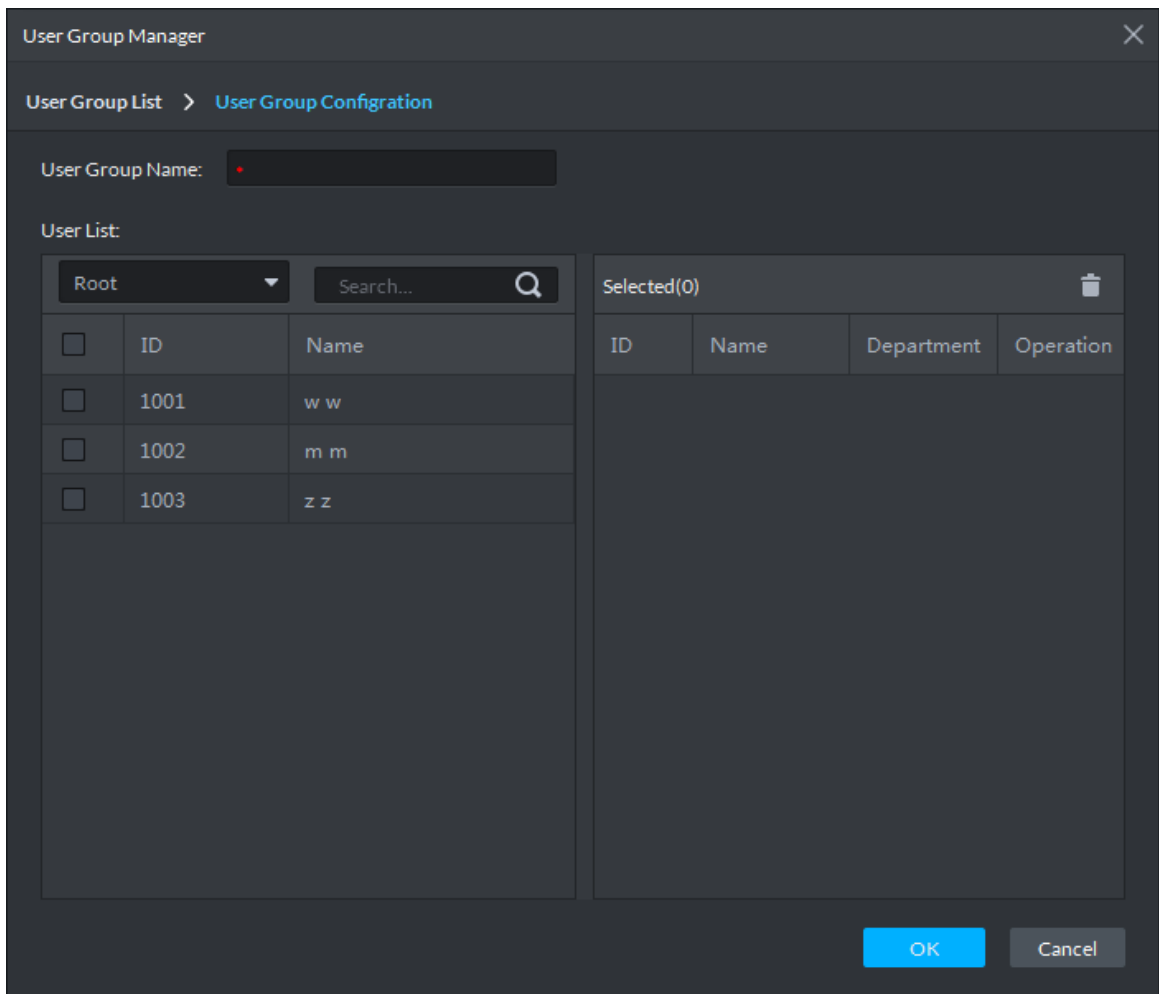 User Group Manager
User Group List > User Group Configration
User Group Name:
User List:
Root Search... Selected(0)
ID Name ID Name Department Operation
1001 w w
1002 m m
1003 z z
OK Cancel